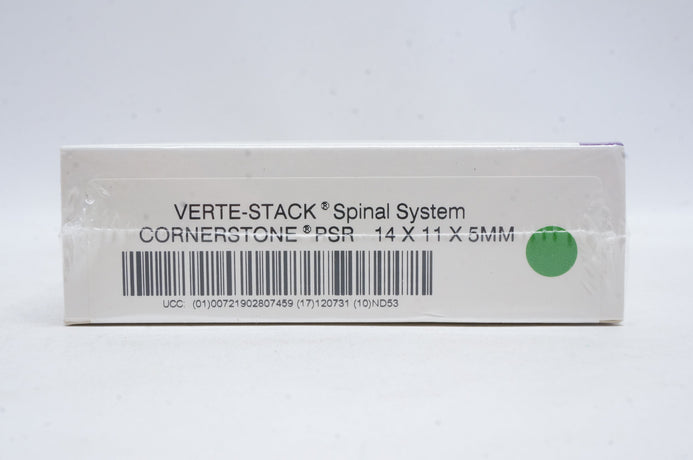 VERTE-STACK® Spinal System
CORNERSTONE® PSR 14 X 11 X 5MM
UCC: (01)00721902807459 (17)120731 (10)ND53